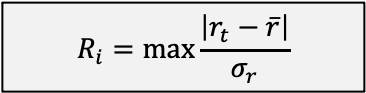 R_i = max |r_t − r̄| / σ_r